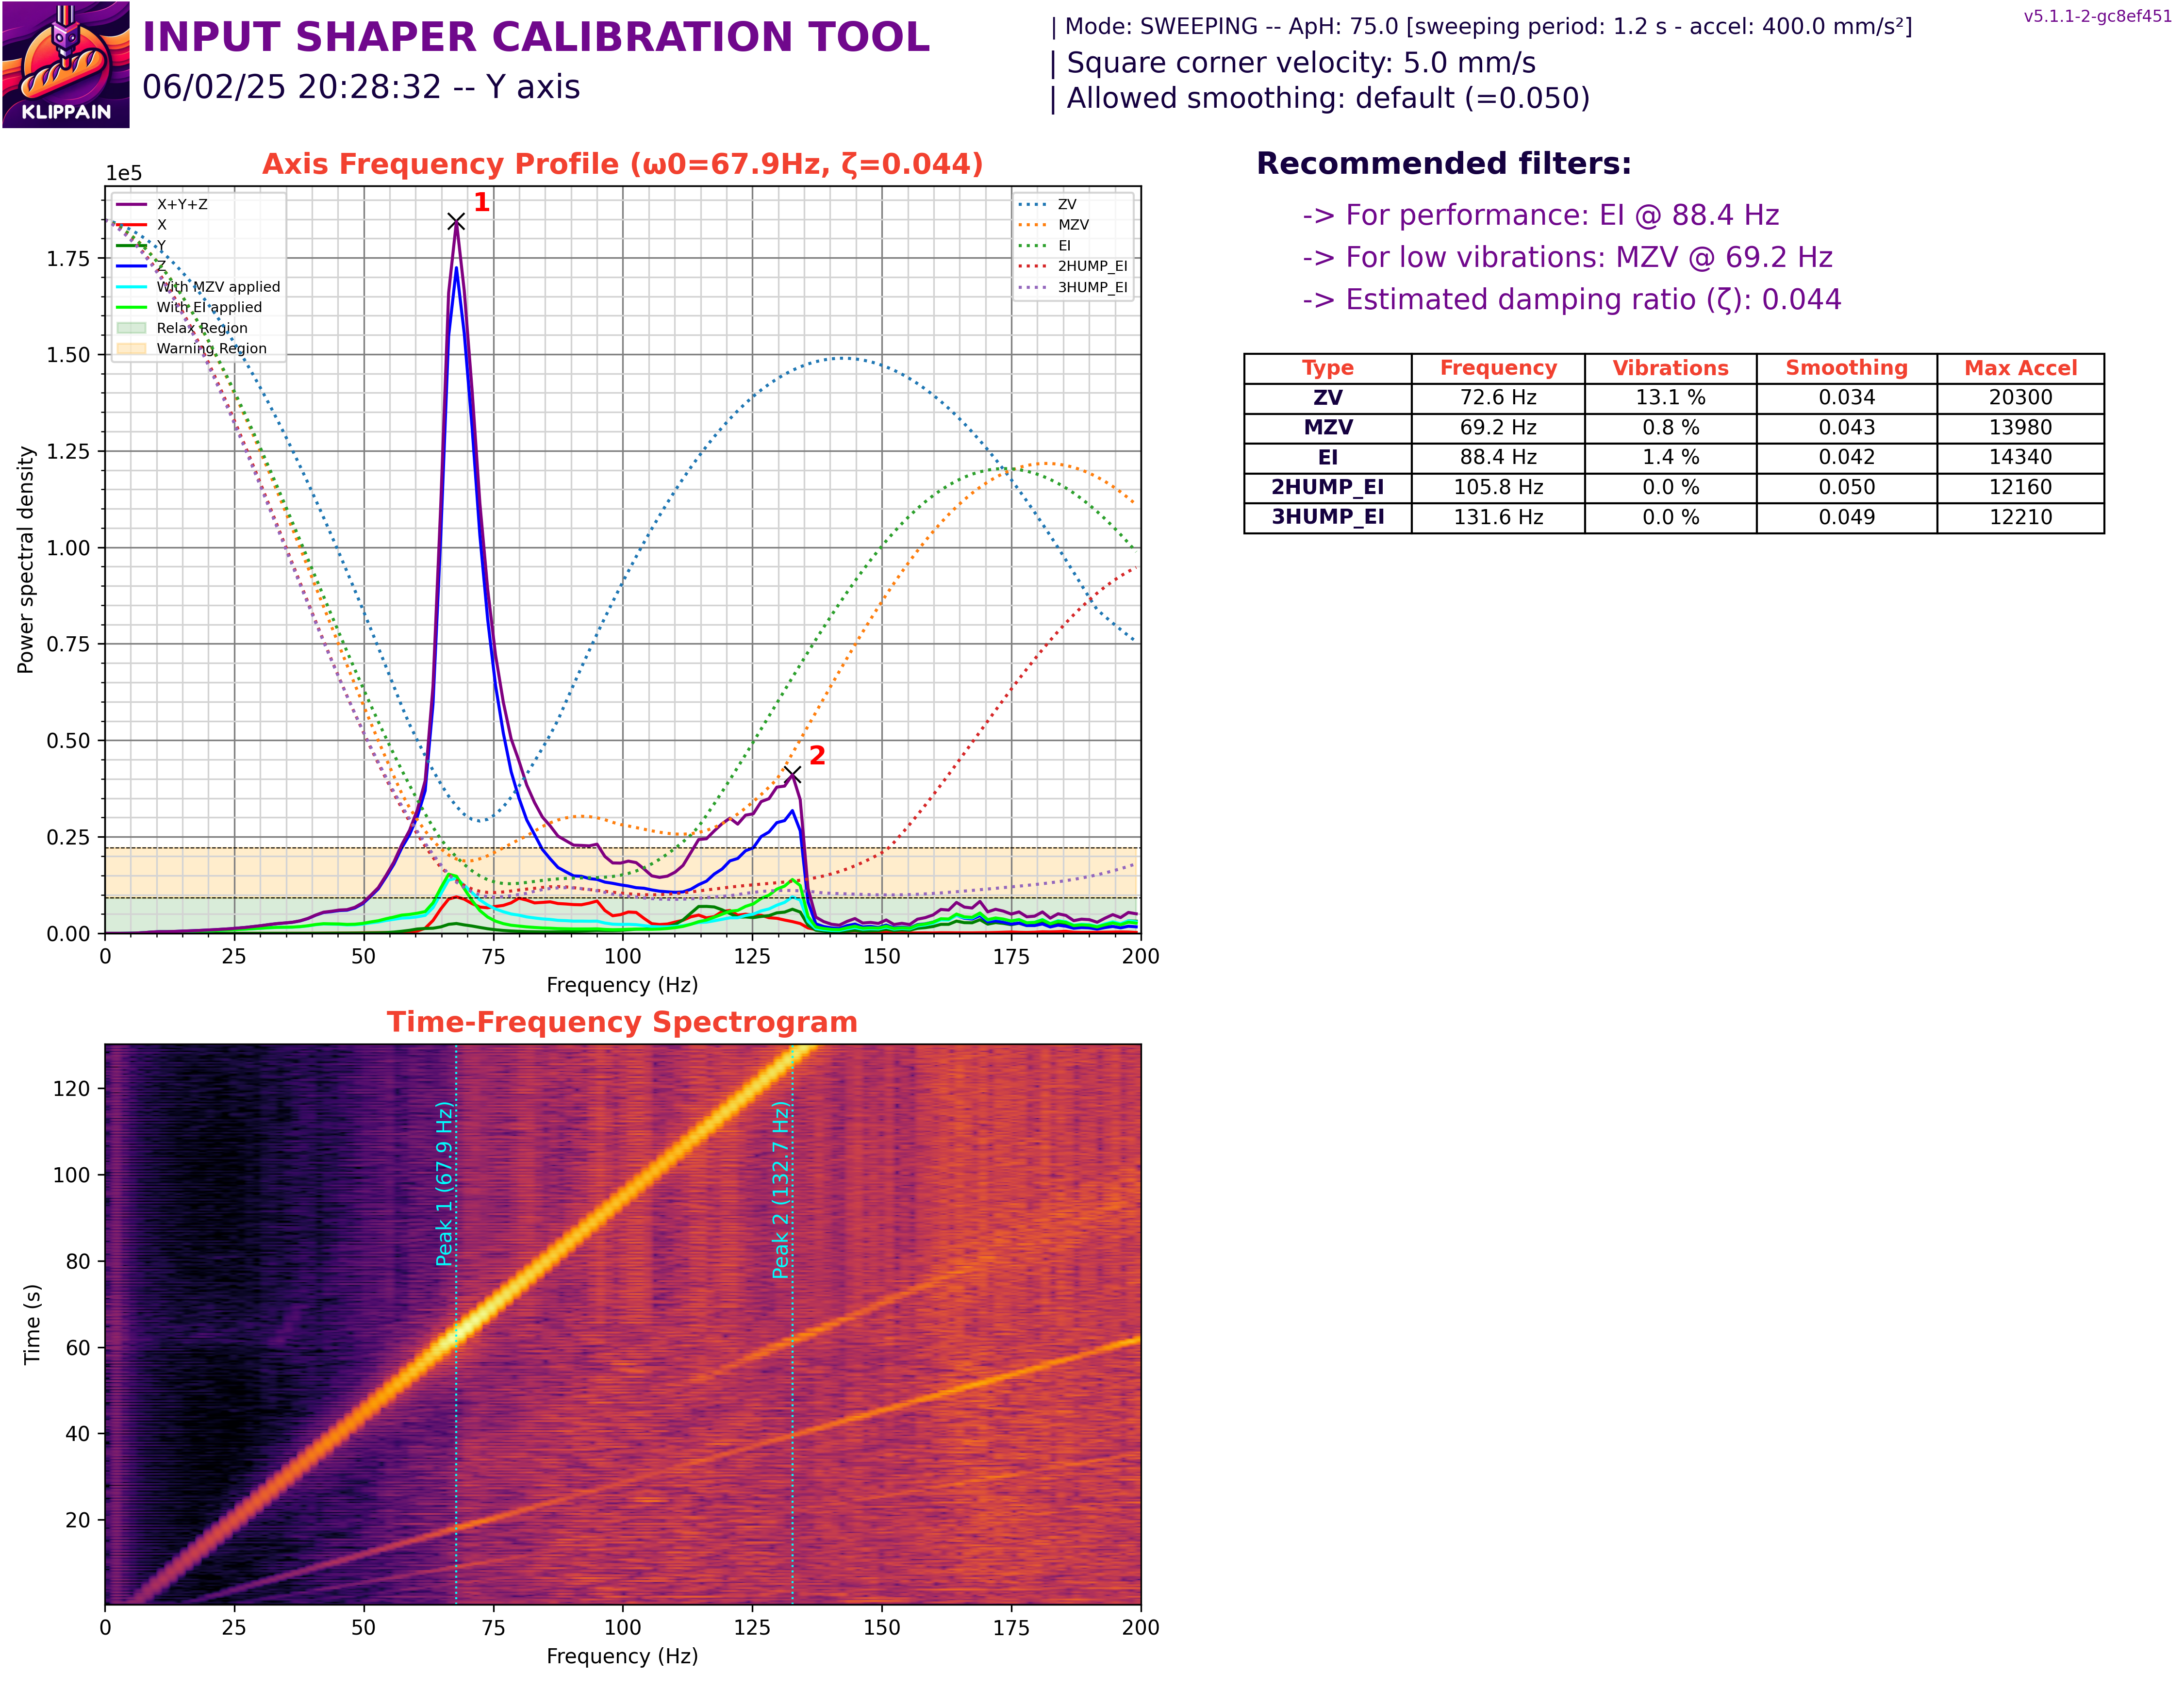 KLIPPAIN
INPUT SHAPER CALIBRATION TOOL
06/02/25 20:28:32 -- Y axis
| Mode: SWEEPING -- ApH: 75.0 [sweeping period: 1.2 s - accel: 400.0 mm/s²]
| Square corner velocity: 5.0 mm/s
| Allowed smoothing: default (=0.050)
v5.1.1-2-gc8ef451
Axis Frequency Profile (ω0=67.9Hz, ζ=0.044)
1e5
X+Y+Z
X
Y
Z
With MZV applied
With EI applied
Relax Region
Warning Region
ZV
MZV
EI
2HUMP_EI
3HUMP_EI
1
2
Power spectral density
1.75
1.50
1.25
1.00
0.75
0.50
0.25
0.00
0 25 50 75 100 125 150 175 200
Frequency (Hz)
Recommended filters:
-> For performance: EI @ 88.4 Hz
-> For low vibrations: MZV @ 69.2 Hz
-> Estimated damping ratio (ζ): 0.044
Type Frequency Vibrations Smoothing Max Accel
ZV 72.6 Hz 13.1 % 0.034 20300
MZV 69.2 Hz 0.8 % 0.043 13980
EI 88.4 Hz 1.4 % 0.042 14340
2HUMP_EI 105.8 Hz 0.0 % 0.050 12160
3HUMP_EI 131.6 Hz 0.0 % 0.049 12210
Time-Frequency Spectrogram
Time (s)
120
100
80
60
40
20
Peak 1 (67.9 Hz)
Peak 2 (132.7 Hz)
0 25 50 75 100 125 150 175 200
Frequency (Hz)